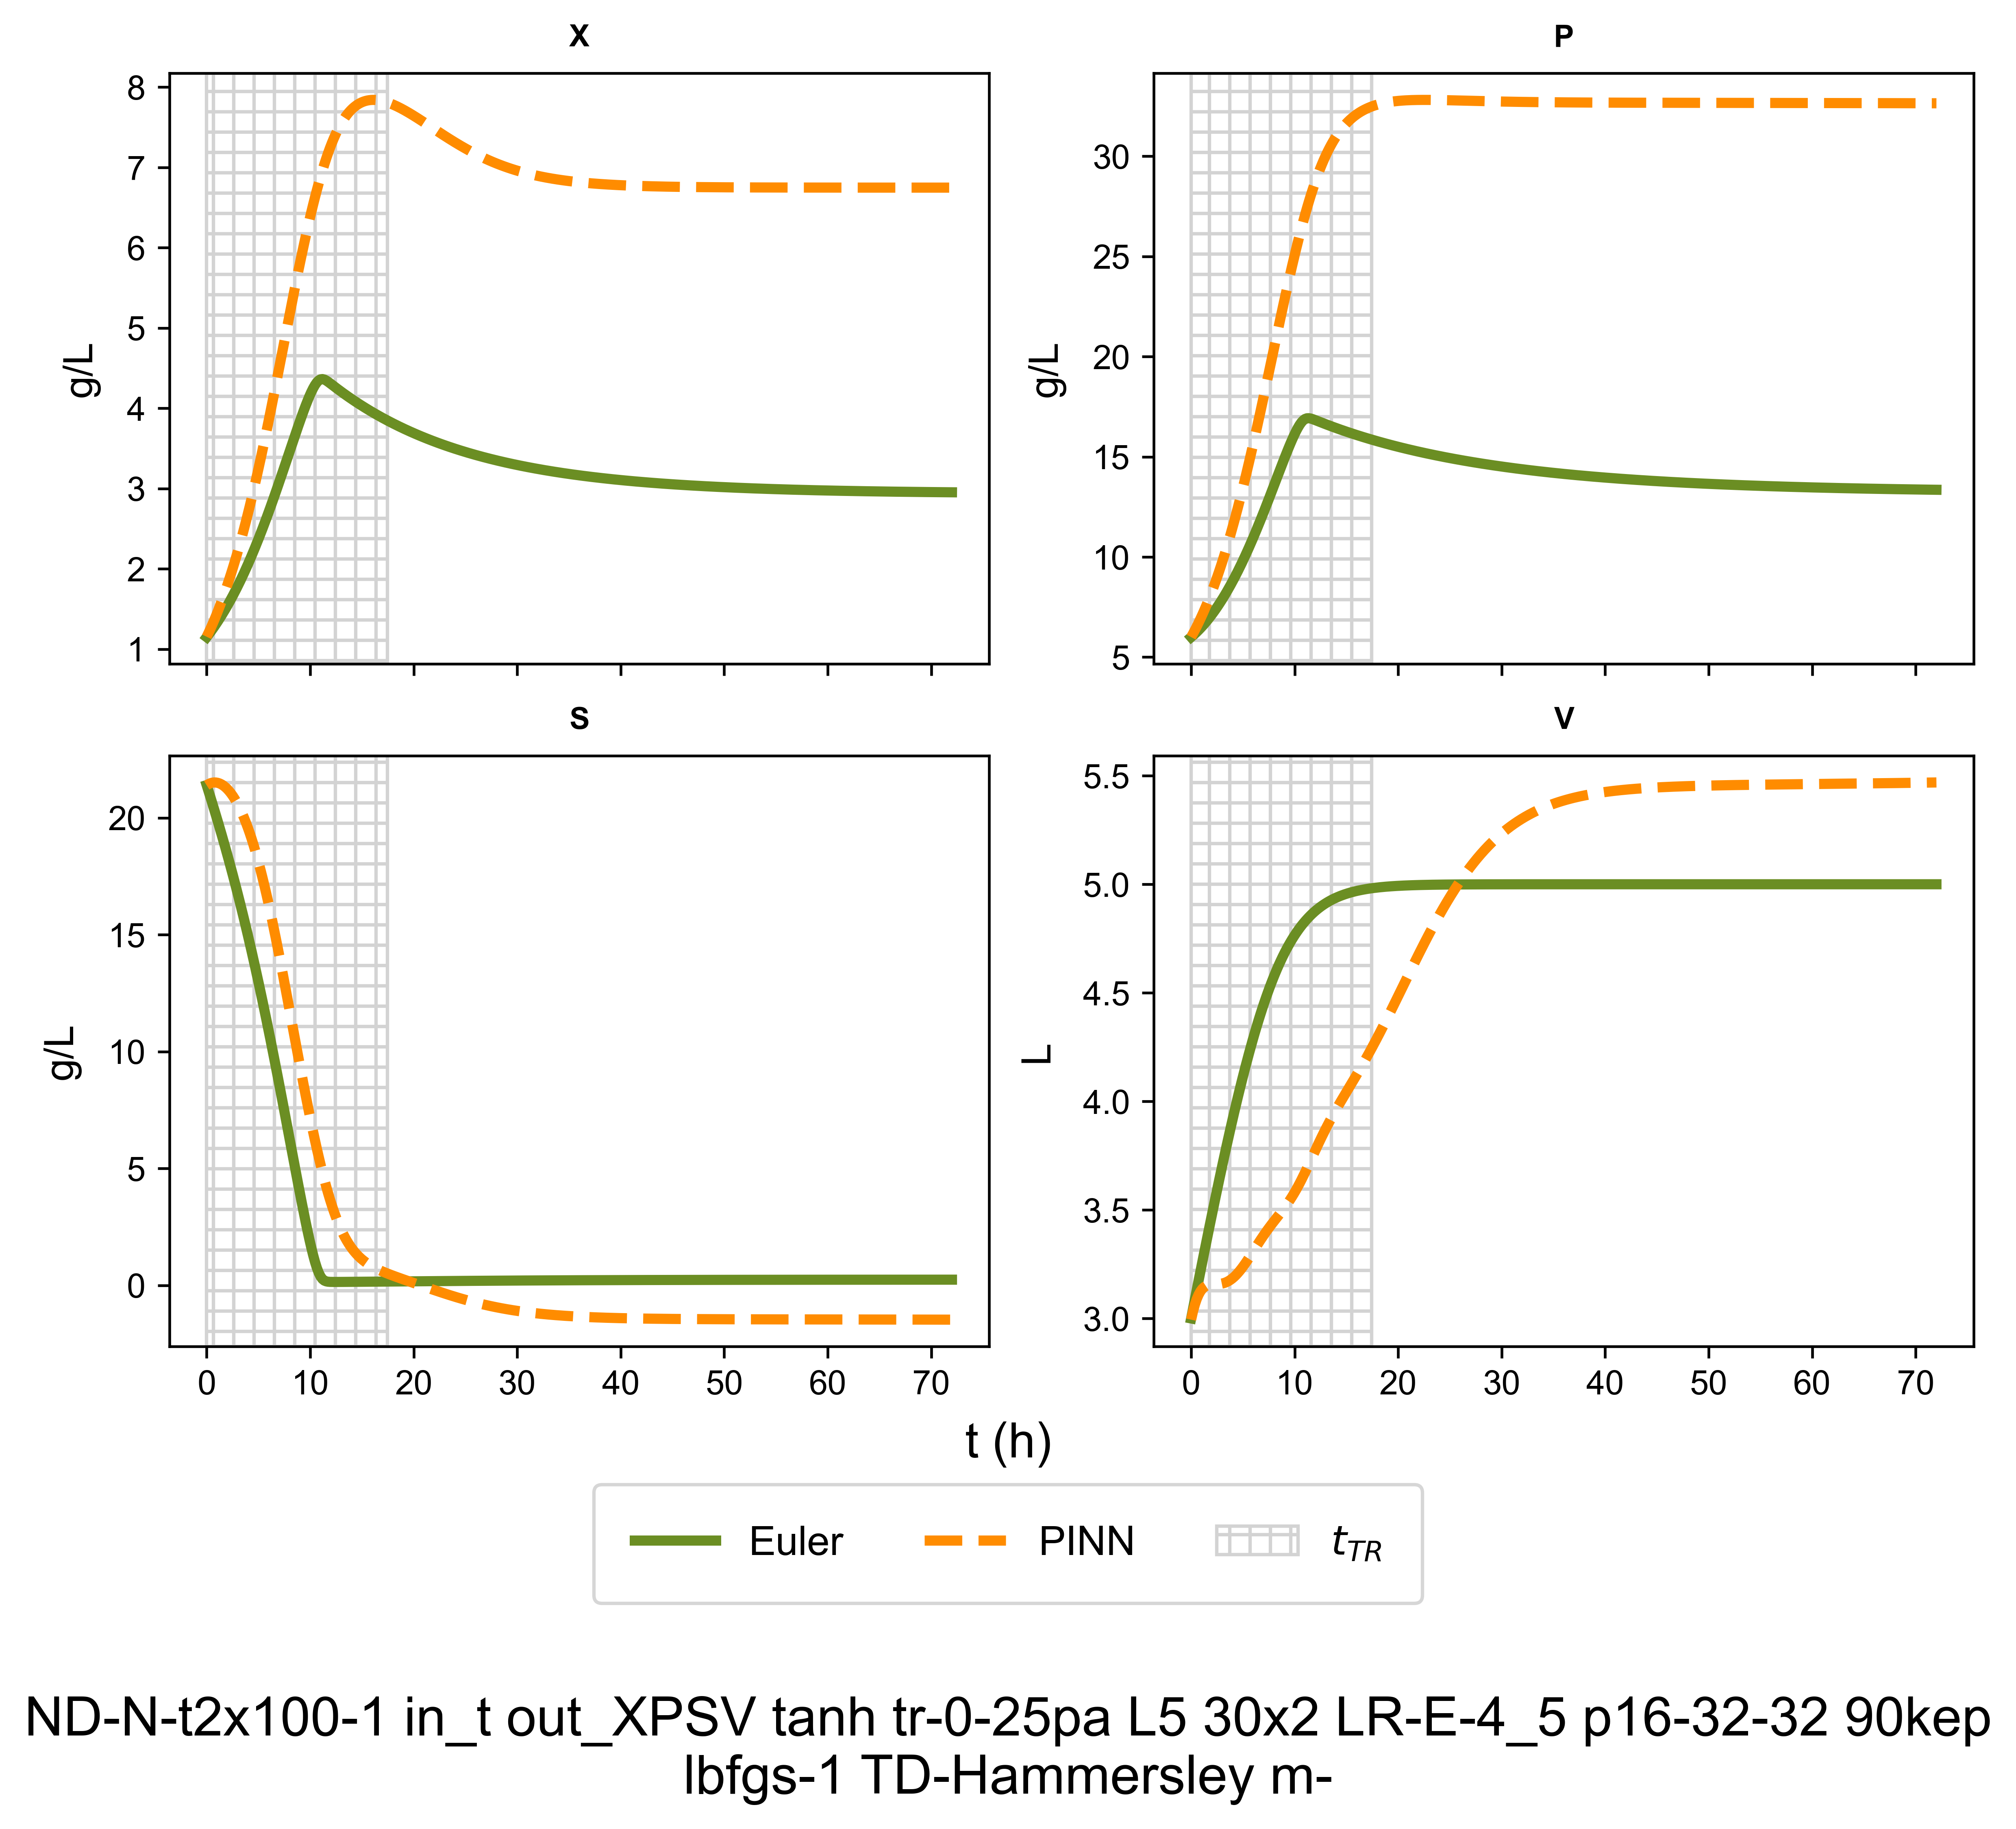 X
P
8
7
6
5
4
3
2
1
g/L
30
25
20
15
10
5
g/L
S
V
20
15
10
5
0
g/L
5.5
5.0
4.5
4.0
3.5
3.0
L
0 10 20 30 40 50 60 70
0 10 20 30 40 50 60 70
t (h)
Euler PINN t_TR
ND-N-t2x100-1 in_t out_XPSV tanh tr-0-25pa L5 30x2 LR-E-4_5 p16-32-32 90kep
lbfgs-1 TD-Hammersley m-